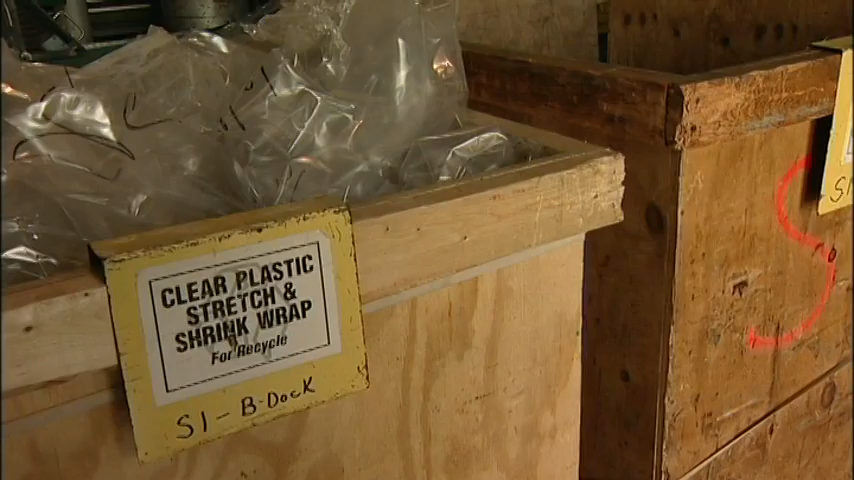 CLEAR PLASTIC
STRETCH &
SHRINK WRAP
For Recycle
S1-B-Dock
S